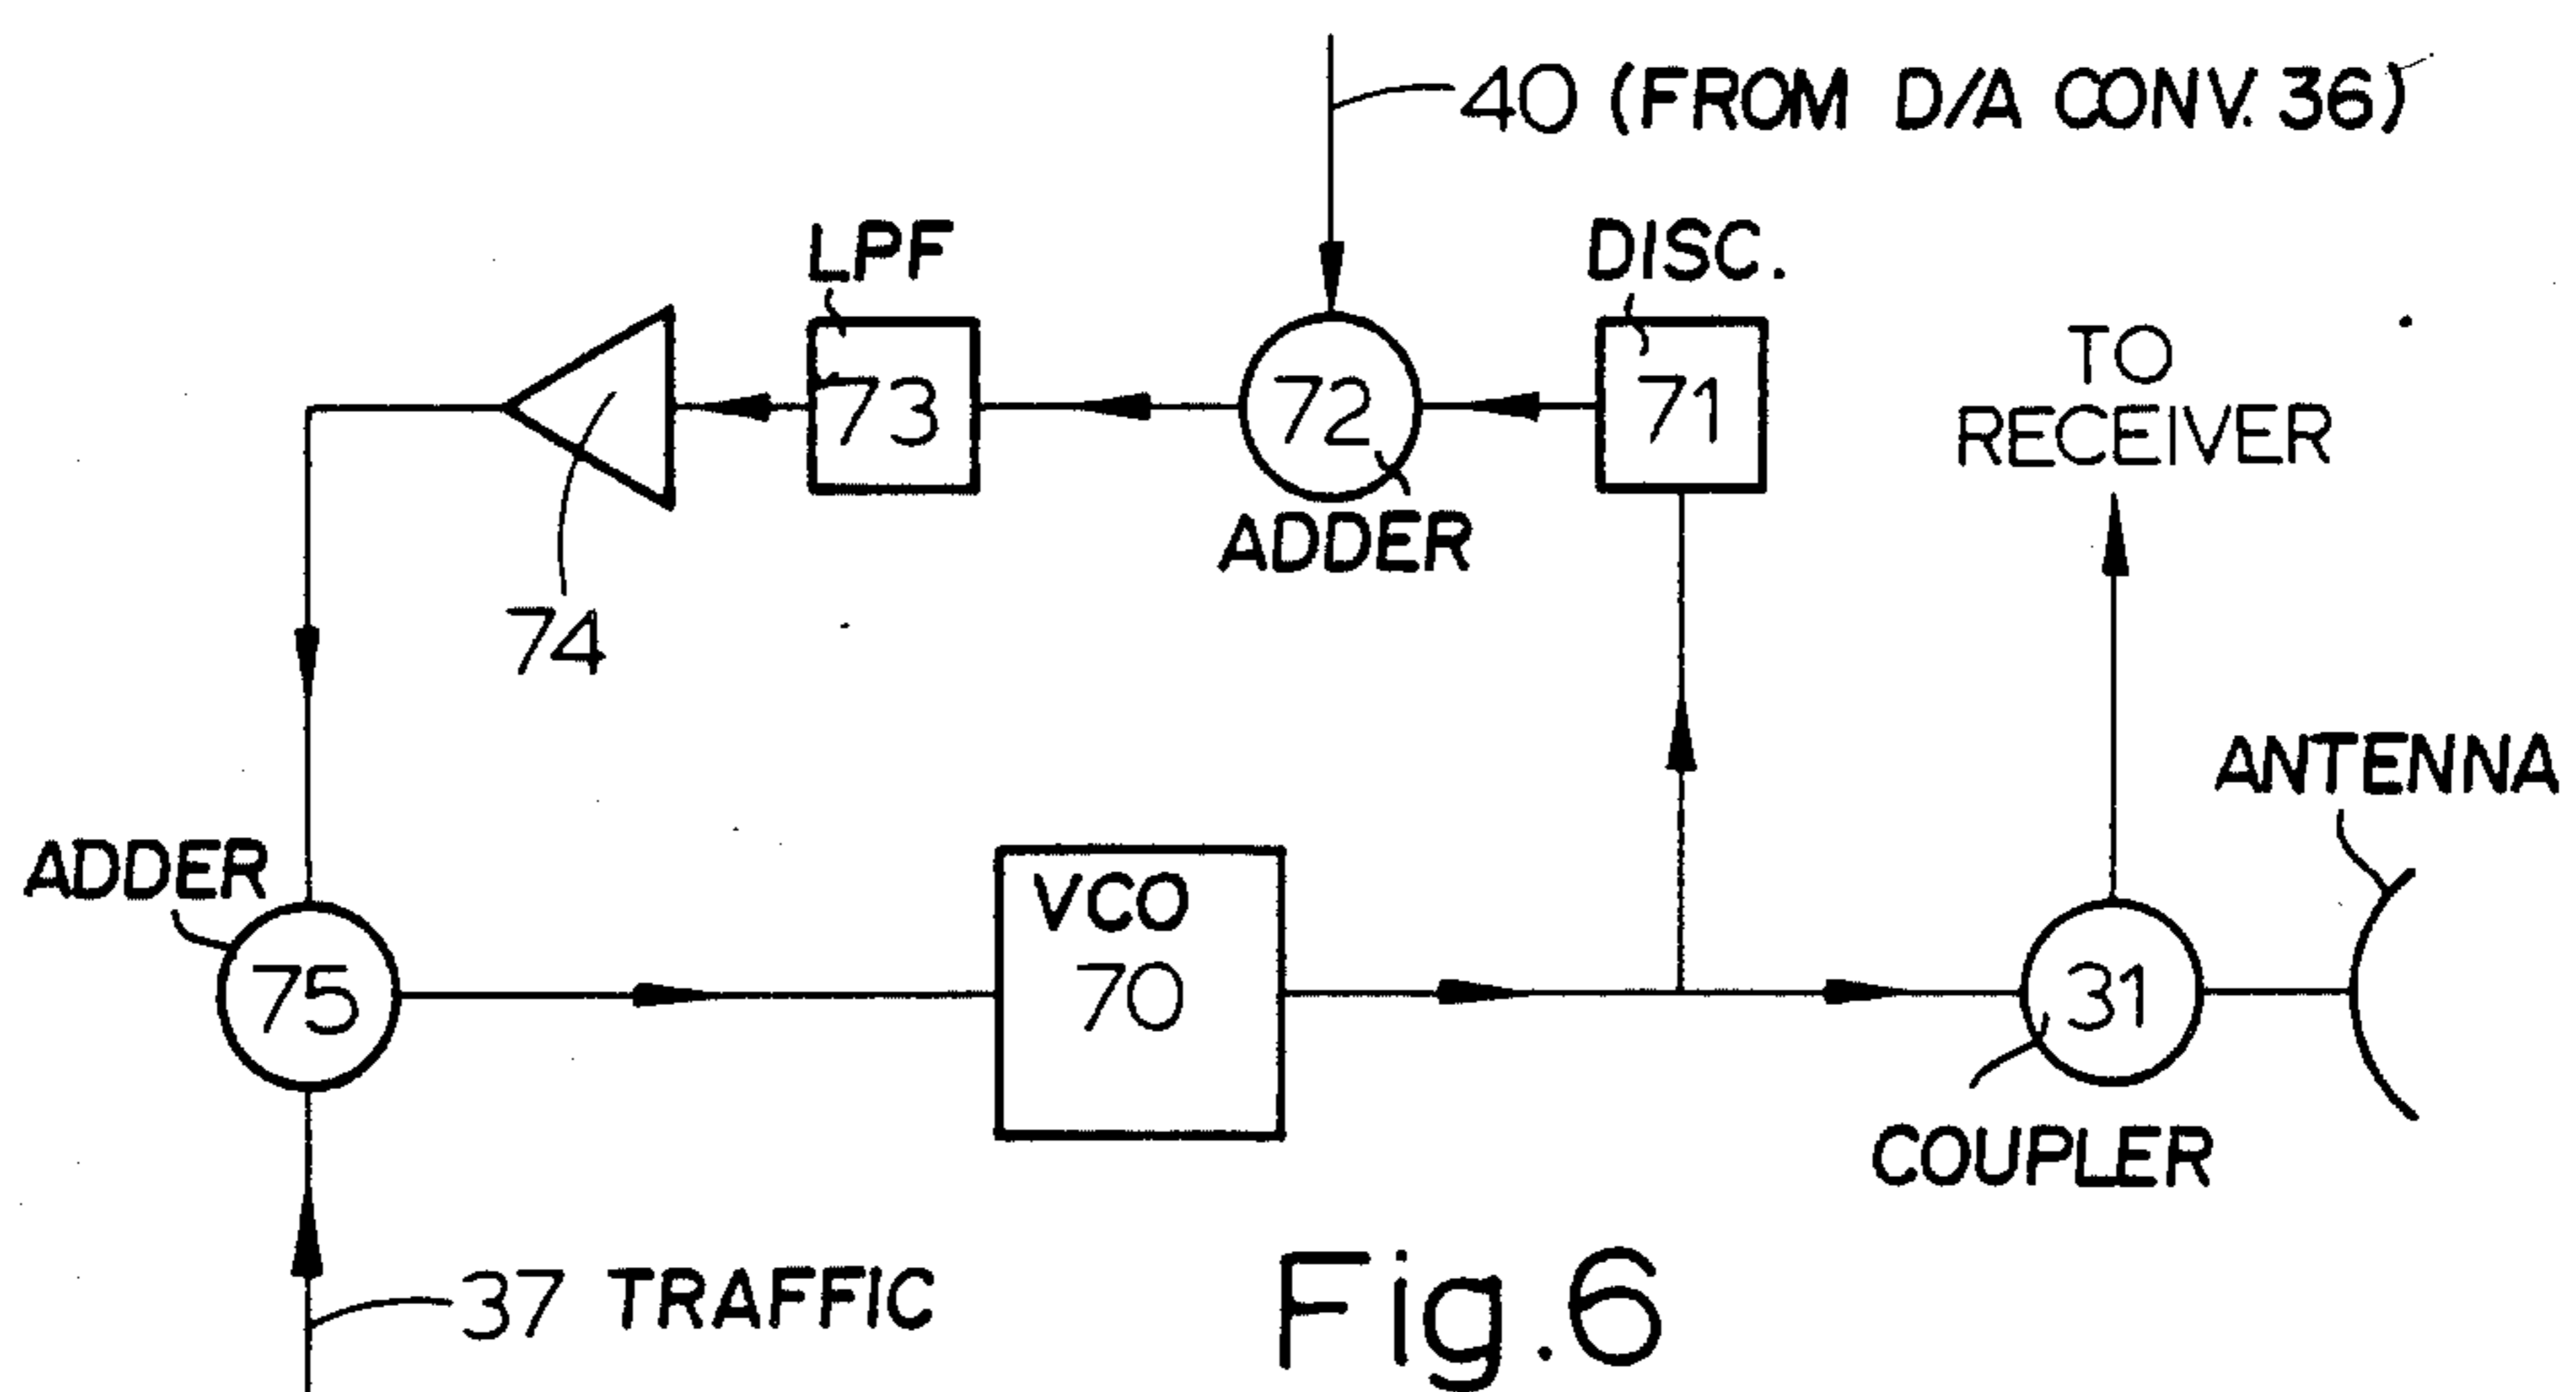 40 (FROM D/A CONV. 36)
LPF
DISC.
73
72
71
TO
RECEIVER
ADDER
74
ANTENNA
ADDER
VCO
70
75
31
COUPLER
37 TRAFFIC
Fig.6